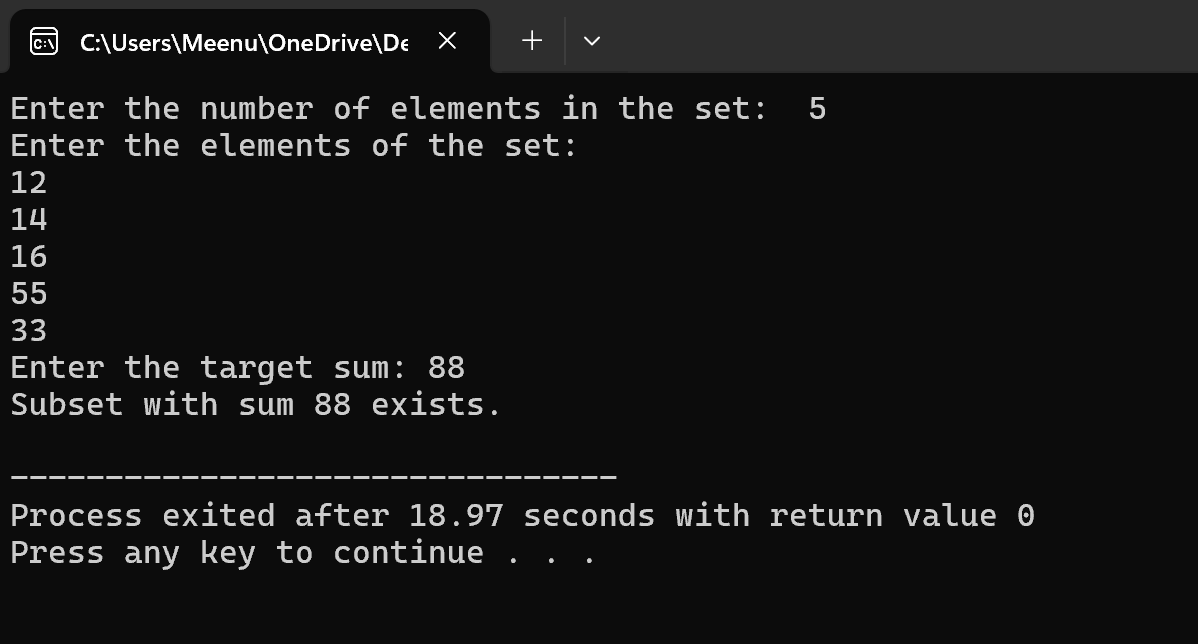 C:\Users\Meenu\OneDrive\De
Enter the number of elements in the set:  5
Enter the elements of the set:
12
14
16
55
33
Enter the target sum: 88
Subset with sum 88 exists.
--------------------------------
Process exited after 18.97 seconds with return value 0
Press any key to continue . . .